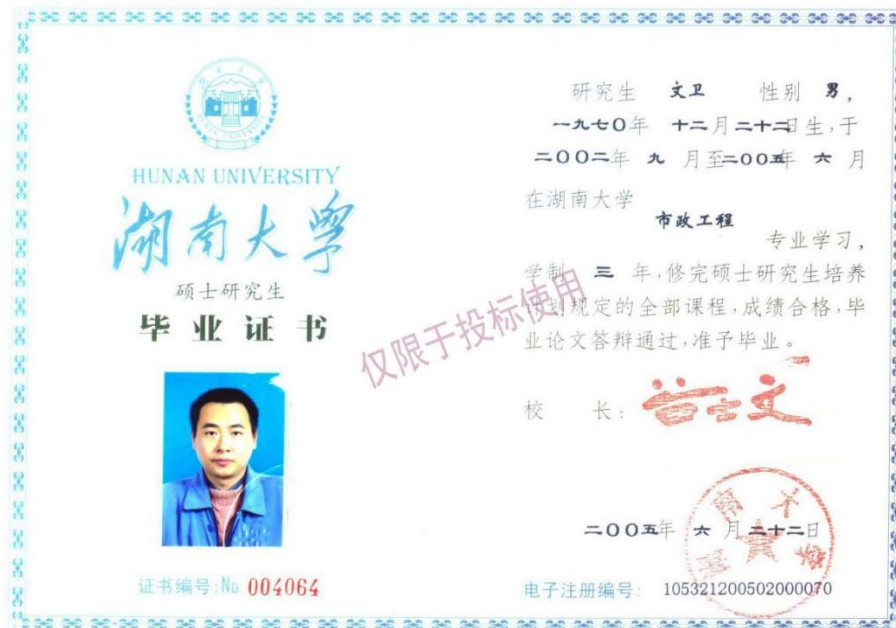 HUNAN UNIVERSITY
HUNAN UNIVERSITY
湖南大学
硕士研究生
毕业证书
证书编号:№ 004064
研究生 文卫 性别 男,
一九七0年 十二月二十二日生,于
二00二年 九 月至二00五年 六 月
在湖南大学
市政工程
专业学习,
学制 三 年,修完硕士研究生培养
计划规定的全部课程,成绩合格,毕
业论文答辩通过,准予毕业。
校 长:
二00五年 六 月二十二日
电子注册编号: 105321200502000070
仅限于投标使用